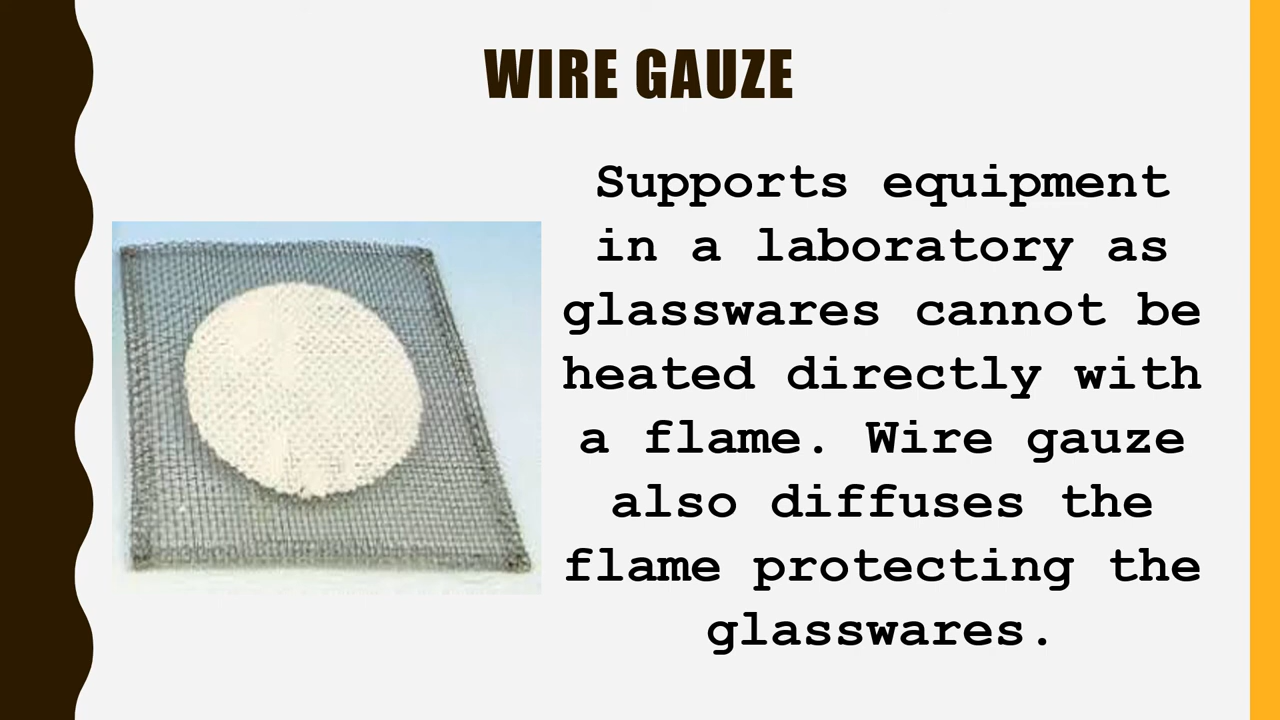 WIRE GAUZE
Supports equipment
in a laboratory as
glasswares cannot be
heated directly with
a flame. Wire gauze
also diffuses the
flame protecting the
glasswares.